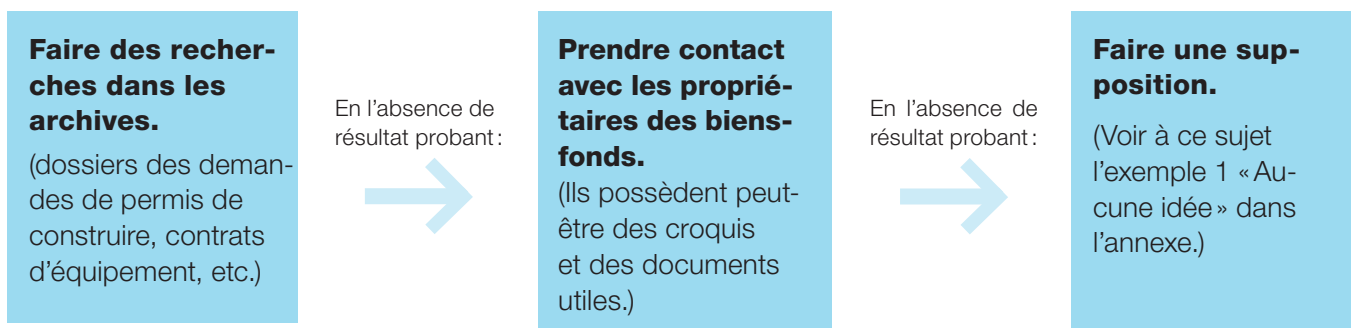 Faire des recher-
ches dans les
archives.
(dossiers des deman-
des de permis de
construire, contrats
d’équipement, etc.)
En l’absence de
résultat probant :
Prendre contact
avec les proprié-
taires des biens-
fonds.
(Ils possèdent peut-
être des croquis
et des documents
utiles.)
En l’absence de
résultat probant :
Faire une sup-
position.
(Voir à ce sujet
l’exemple 1 « Au-
cune idée » dans
l’annexe.)